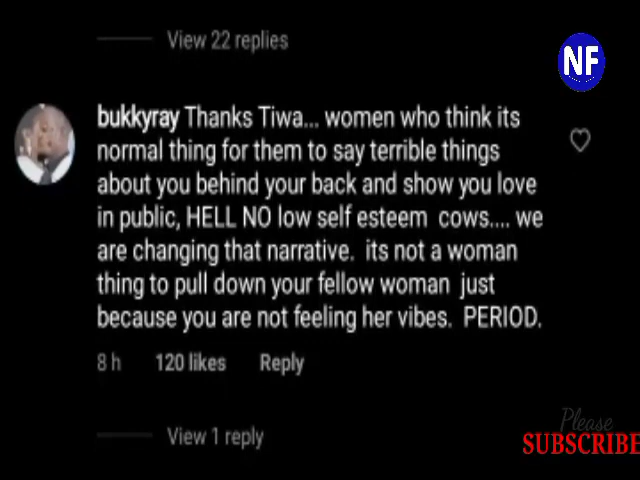 View 22 replies
NF
bukkyray Thanks Tiwa... women who think its
normal thing for them to say terrible things
about you behind your back and show you love
in public, HELL NO low self esteem cows.... we
are changing that narrative. its not a woman
thing to pull down your fellow woman just
because you are not feeling her vibes. PERIOD.
8 h 120 likes Reply
View 1 reply
Please
SUBSCRIBE